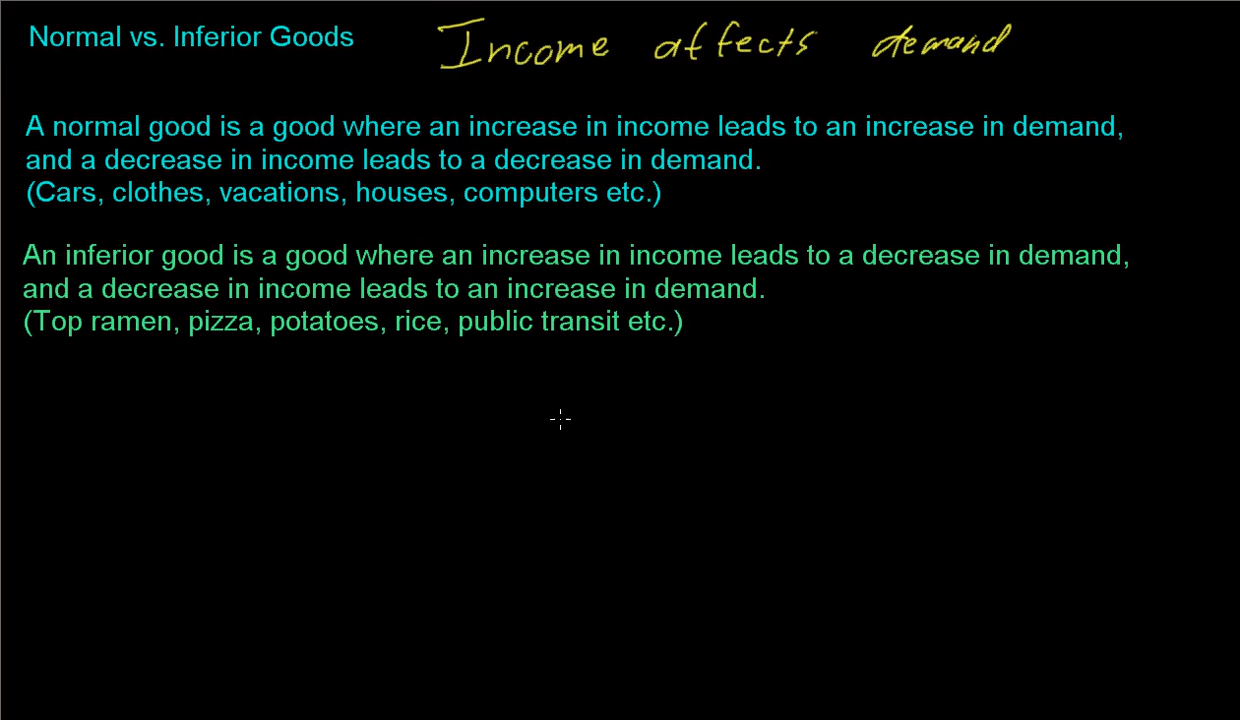 Normal vs. Inferior Goods Income affects demand
A normal good is a good where an increase in income leads to an increase in demand,
and a decrease in income leads to a decrease in demand.
(Cars, clothes, vacations, houses, computers etc.)
An inferior good is a good where an increase in income leads to a decrease in demand,
and a decrease in income leads to an increase in demand.
(Top ramen, pizza, potatoes, rice, public transit etc.)